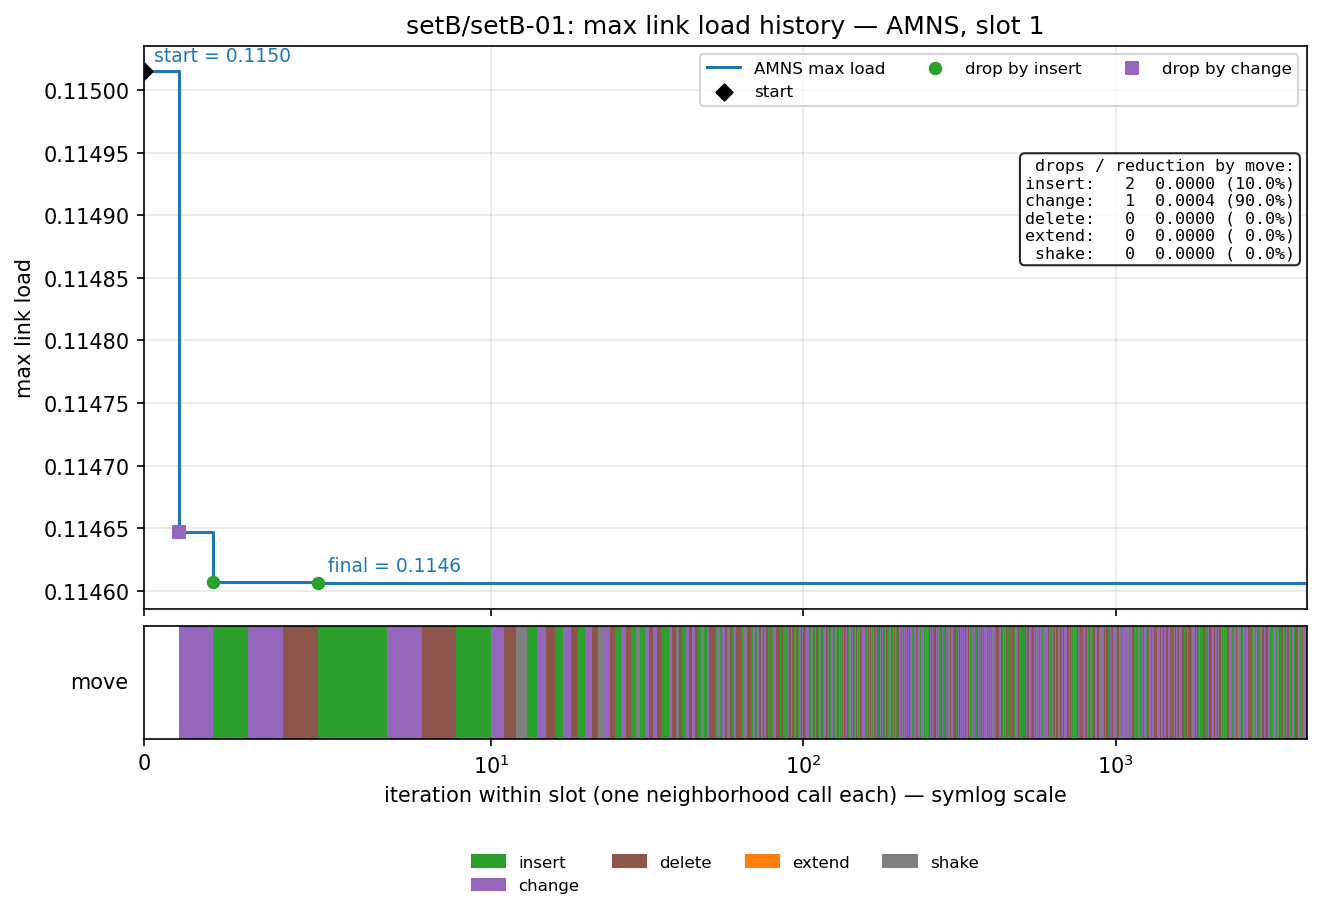 setB/setB-01: max link load history — AMNS, slot 1
start = 0.1150
AMNS max load
drop by insert
drop by change
start
drops / reduction by move:
insert:   2  0.0000 (10.0%)
change:   1  0.0004 (90.0%)
delete:   0  0.0000 ( 0.0%)
extend:   0  0.0000 ( 0.0%)
shake:   0  0.0000 ( 0.0%)
max link load
0.11500
0.11495
0.11490
0.11485
0.11480
0.11475
0.11470
0.11465
0.11460
final = 0.1146
move
0
10¹
10²
10³
iteration within slot (one neighborhood call each) — symlog scale
insert
delete
extend
shake
change